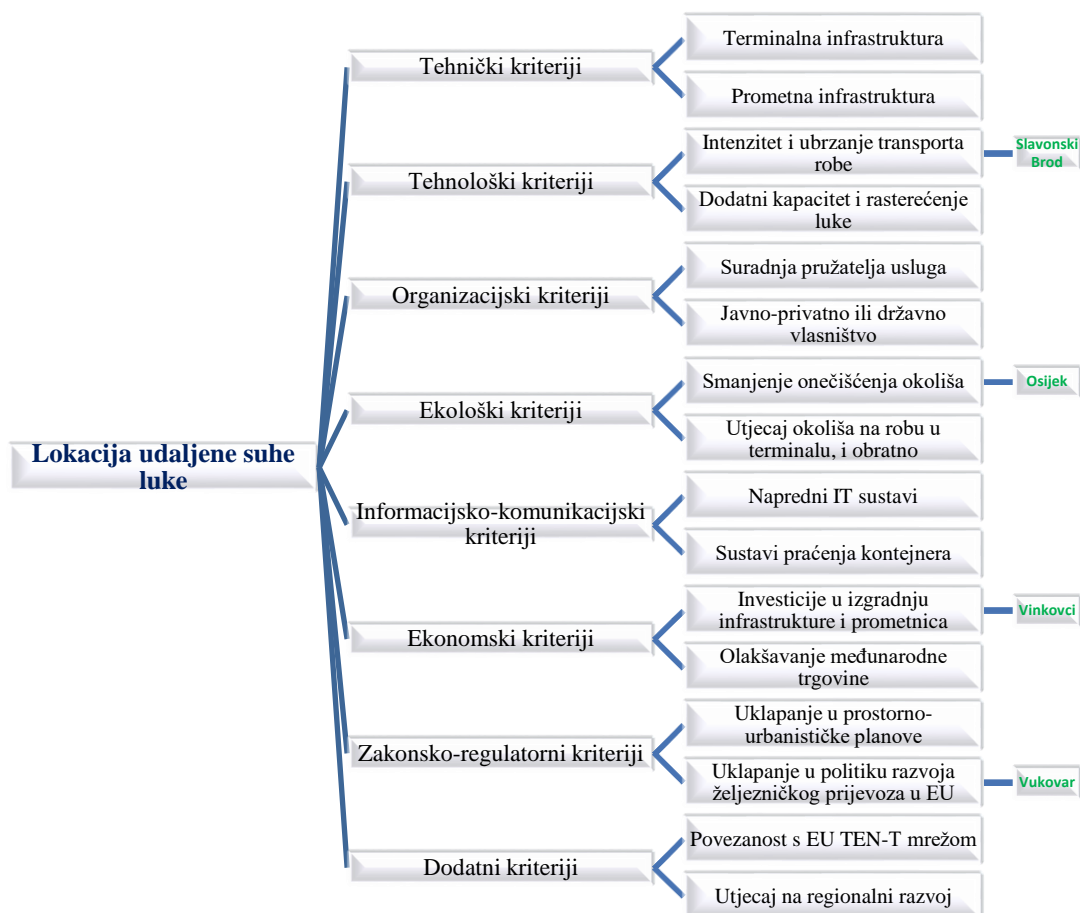 Lokacija udaljene suhe
luke
Tehnički kriteriji
Terminalna infrastruktura
Prometna infrastruktura
Tehnološki kriteriji
Intenzitet i ubrzanje transporta
robe
Slavonski
Brod
Dodatni kapacitet i rasterećenje
luke
Organizacijski kriteriji
Suradnja pružatelja usluga
Javno-privatno ili državno
vlasništvo
Ekološki kriteriji
Smanjenje onečišćenja okoliša
Osijek
Utjecaj okoliša na robu u
terminalu, i obratno
Informacijsko-komunikacijski
kriteriji
Napredni IT sustavi
Sustavi praćenja kontejnera
Ekonomski kriteriji
Investicije u izgradnju
infrastrukture i prometnica
Vinkovci
Olakšavanje međunarodne
trgovine
Zakonsko-regulatorni kriteriji
Uklapanje u prostorno-
urbanističke planove
Uklapanje u politiku razvoja
željezničkog prijevoza u EU
Vukovar
Dodatni kriteriji
Povezanost s EU TEN-T mrežom
Utjecaj na regionalni razvoj